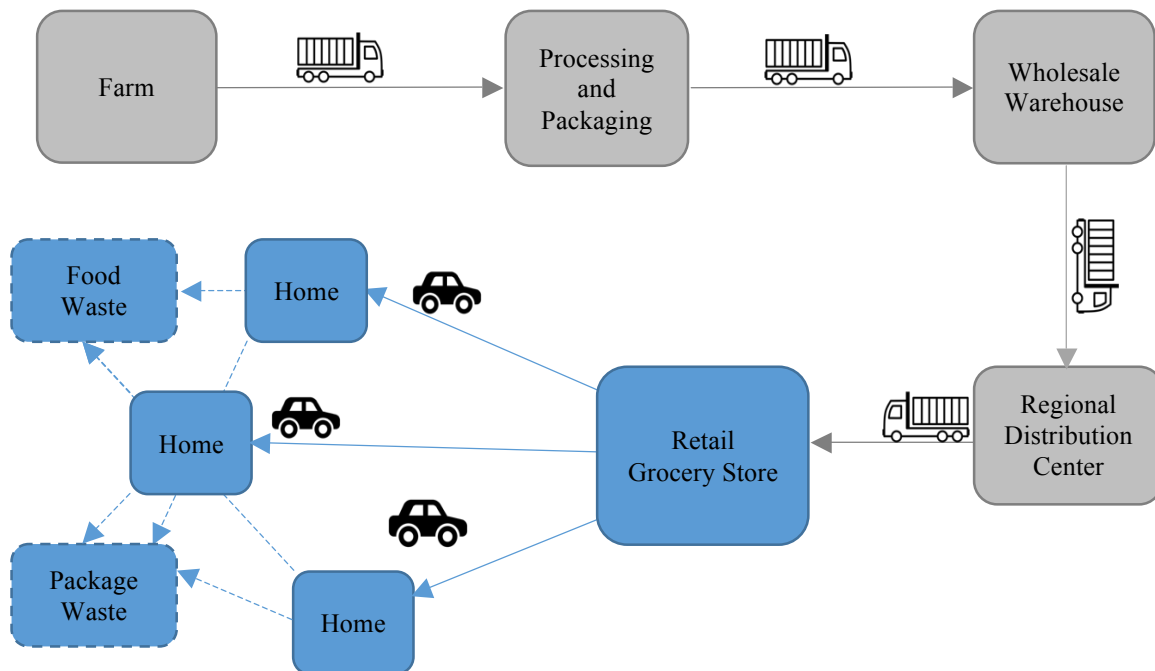 Farm
Processing
and
Packaging
Wholesale
Warehouse
Food
Waste
Home
Home
Retail
Grocery Store
Regional
Distribution
Center
Package
Waste
Home